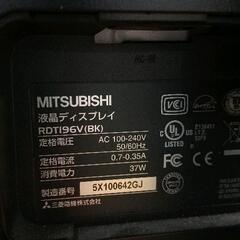 MITSUBISHI
液晶ディスプレイ
RDT196V(BK)
定格電圧 AC 100-240V
50/60Hz
定格電流 0.7-0.35A
消費電力 37W
製造番号 5X100642GJ
三菱電機株式会社
VCCI